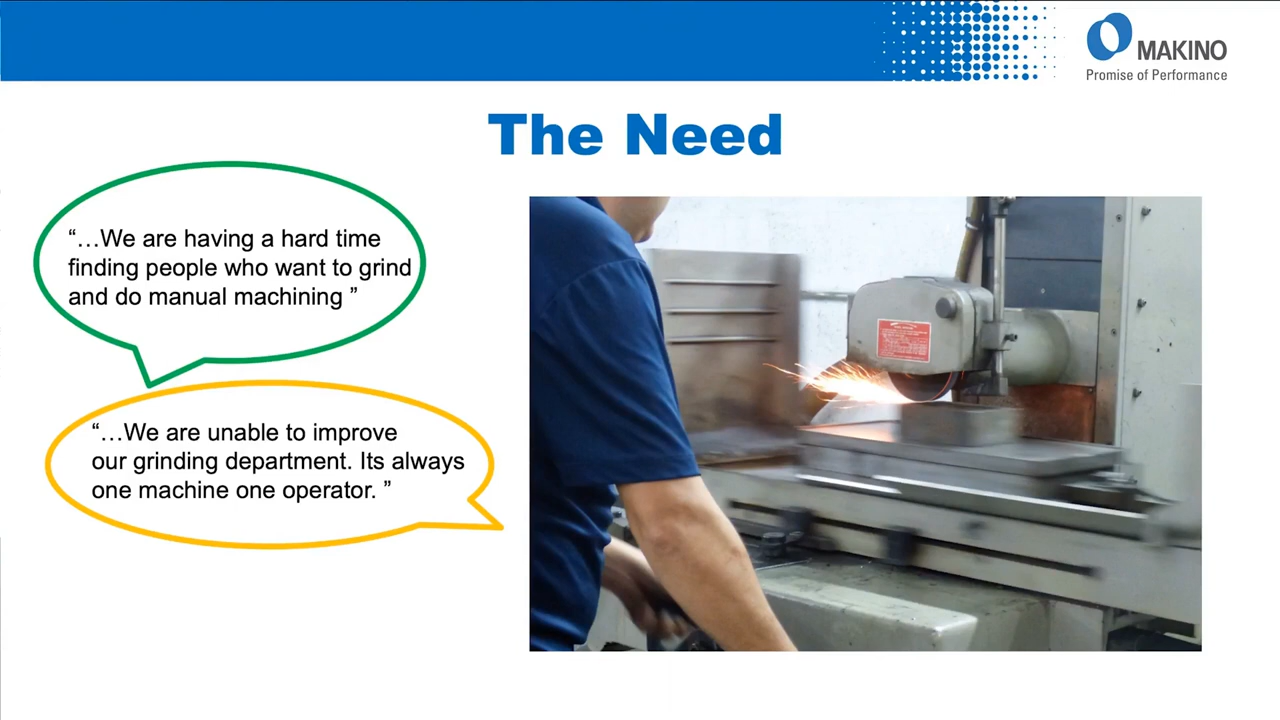 MAKINO
Promise of Performance
The Need
“…We are having a hard time
finding people who want to grind
and do manual machining ”
“…We are unable to improve
our grinding department. Its always
one machine one operator. ”